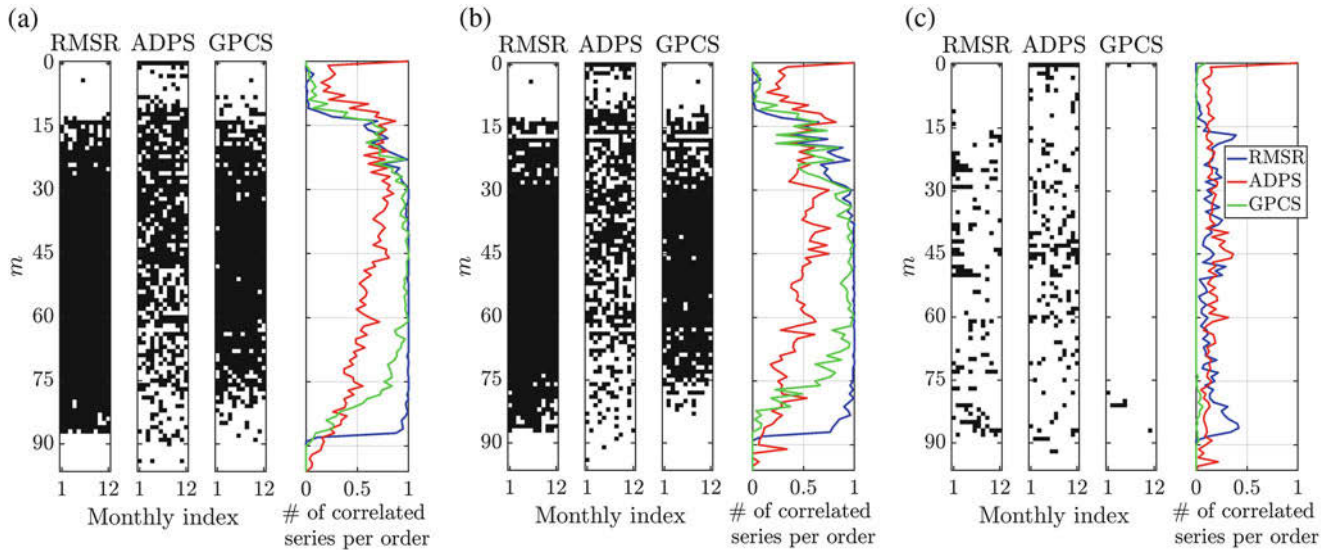 (a)
RMSR ADPS GPCS
0
15
30
45
60
75
90
m
1 12 1 12 1 12 0 0.5 1
Monthly index
# of correlated
series per order
(b)
RMSR ADPS GPCS
0
15
30
45
60
75
90
m
1 12 1 12 1 12 0 0.5 1
Monthly index
# of correlated
series per order
(c)
RMSR ADPS GPCS
0
15
30
45
60
75
90
m
1 12 1 12 1 12 0 0.5 1
Monthly index
# of correlated
series per order
RMSR
ADPS
GPCS